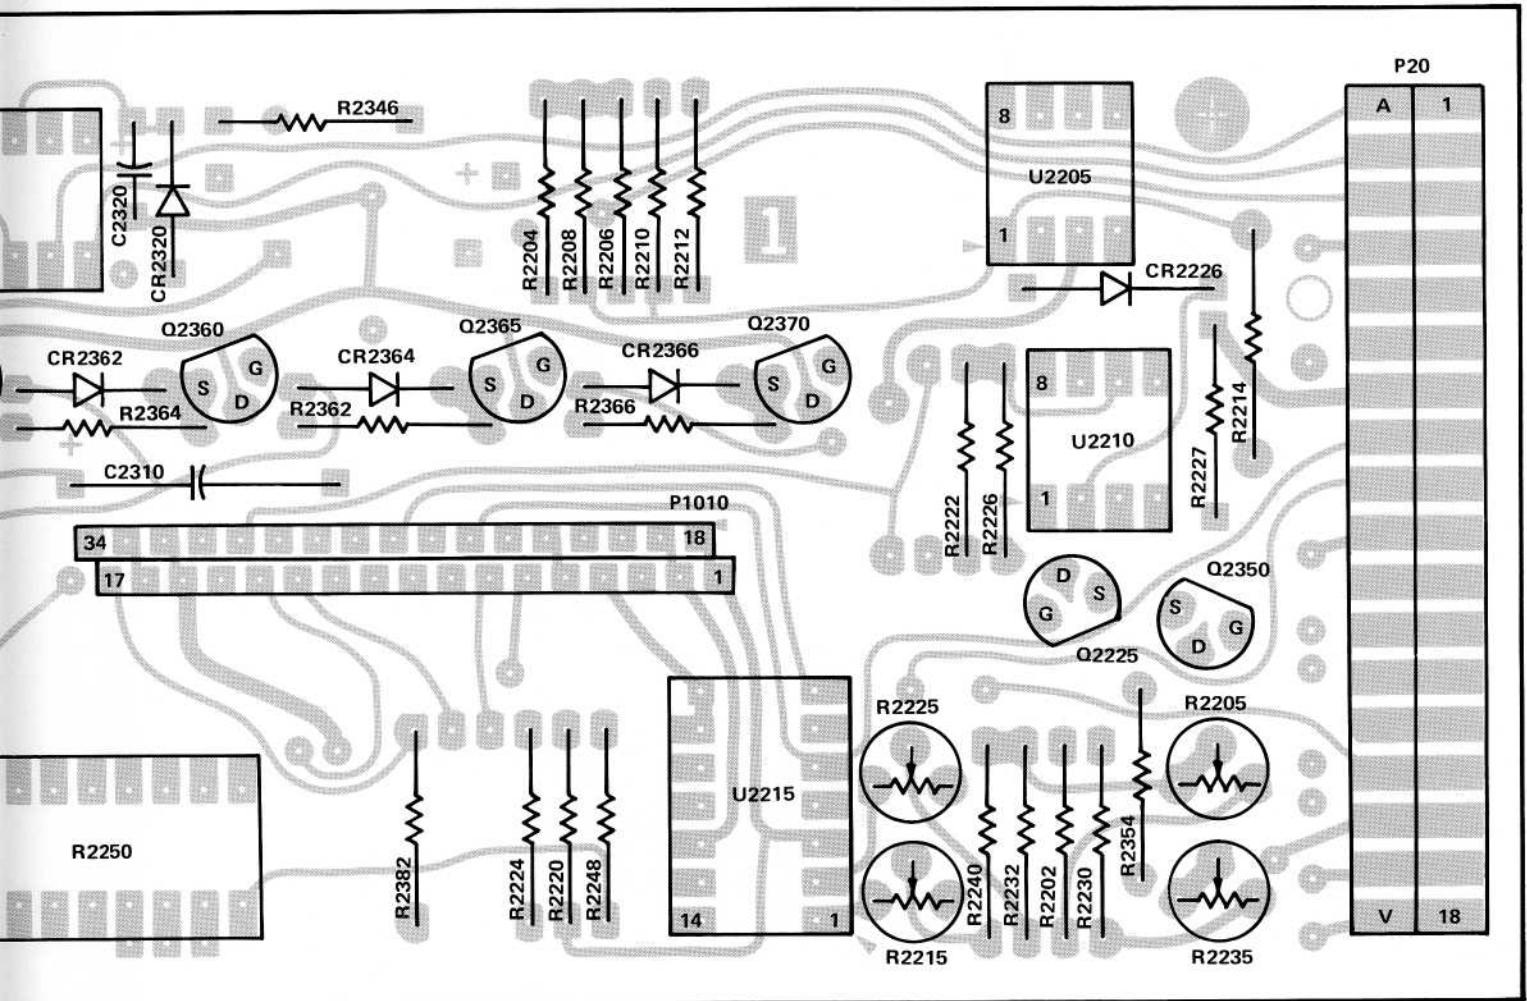 P20
A 1
R2346
8
U2205
1
C2320
CR2320
R2204
R2208
R2206
R2210
R2212
1
CR2226
Q2360
Q2365
Q2370
CR2362
CR2364
CR2366
S G D
S G D
S G D
R2364
R2362
R2366
R2214
8
U2210
1
R2227
C2310
P1010
R2222
R2226
34 18
17 1
D S G
Q2225
Q2350
S G D
R2225
R2205
U2215
14 1
R2250
R2382
R2224
R2220
R2248
R2240
R2232
R2202
R2230
R2354
V 18
R2215
R2235